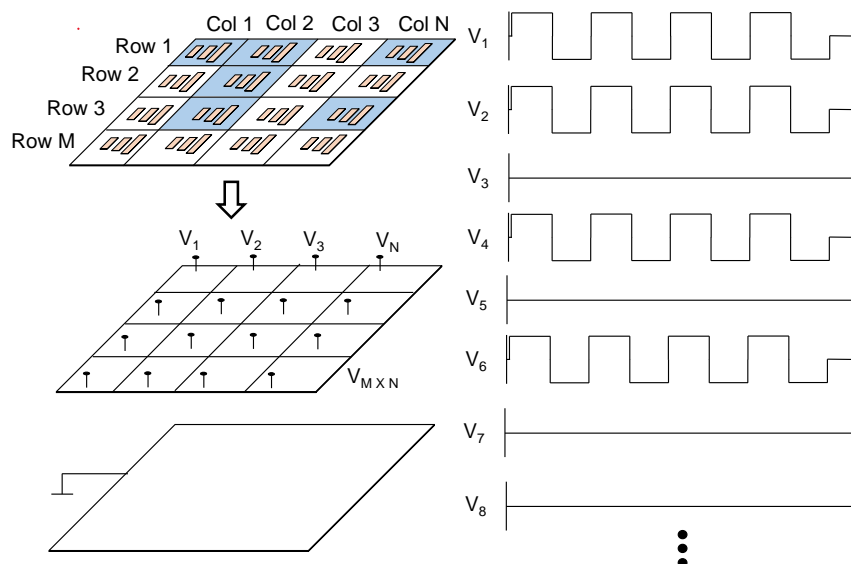 Col 1 Col 2 Col 3 Col N
Row 1
Row 2
Row 3
Row M
V1 V2 V3 VN
VM X N
V1
V2
V3
V4
V5
V6
V7
V8